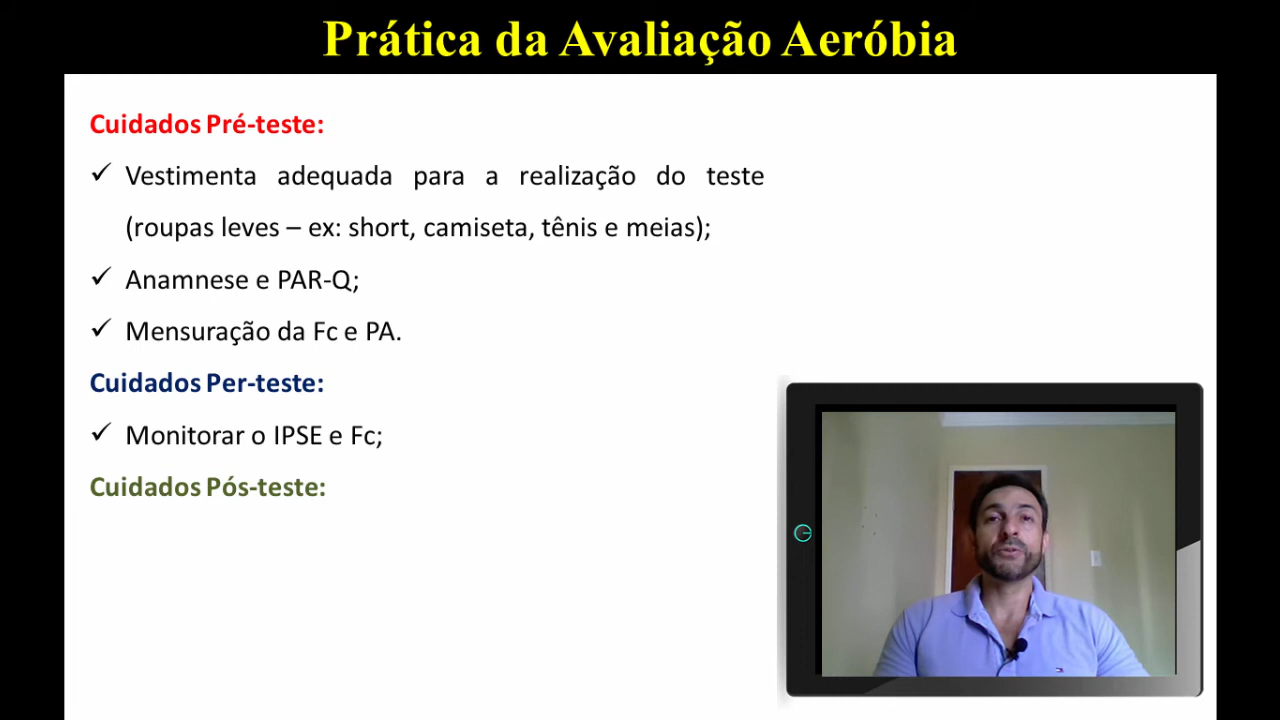 Prática da Avaliação Aeróbia
Cuidados Pré-teste:
✓ Vestimenta adequada para a realização do teste
(roupas leves – ex: short, camiseta, tênis e meias);
✓ Anamnese e PAR-Q;
✓ Mensuração da Fc e PA.
Cuidados Per-teste:
✓ Monitorar o IPSE e Fc;
Cuidados Pós-teste: